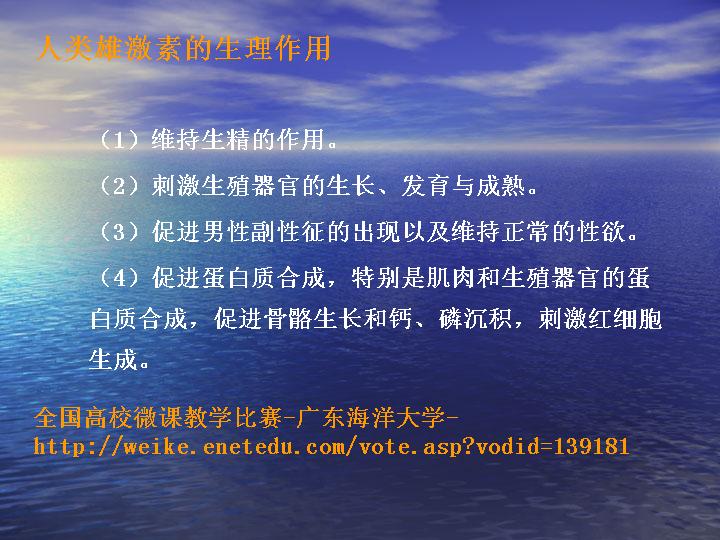 人类雄激素的生理作用
（1）维持生精的作用。
（2）刺激生殖器官的生长、发育与成熟。
（3）促进男性副性征的出现以及维持正常的性欲。
（4）促进蛋白质合成，特别是肌肉和生殖器官的蛋
白质合成，促进骨骼生长和钙、磷沉积，刺激红细胞
生成。
全国高校微课教学比赛-广东海洋大学-
http://weike.enetedu.com/vote.asp?vodid=139181